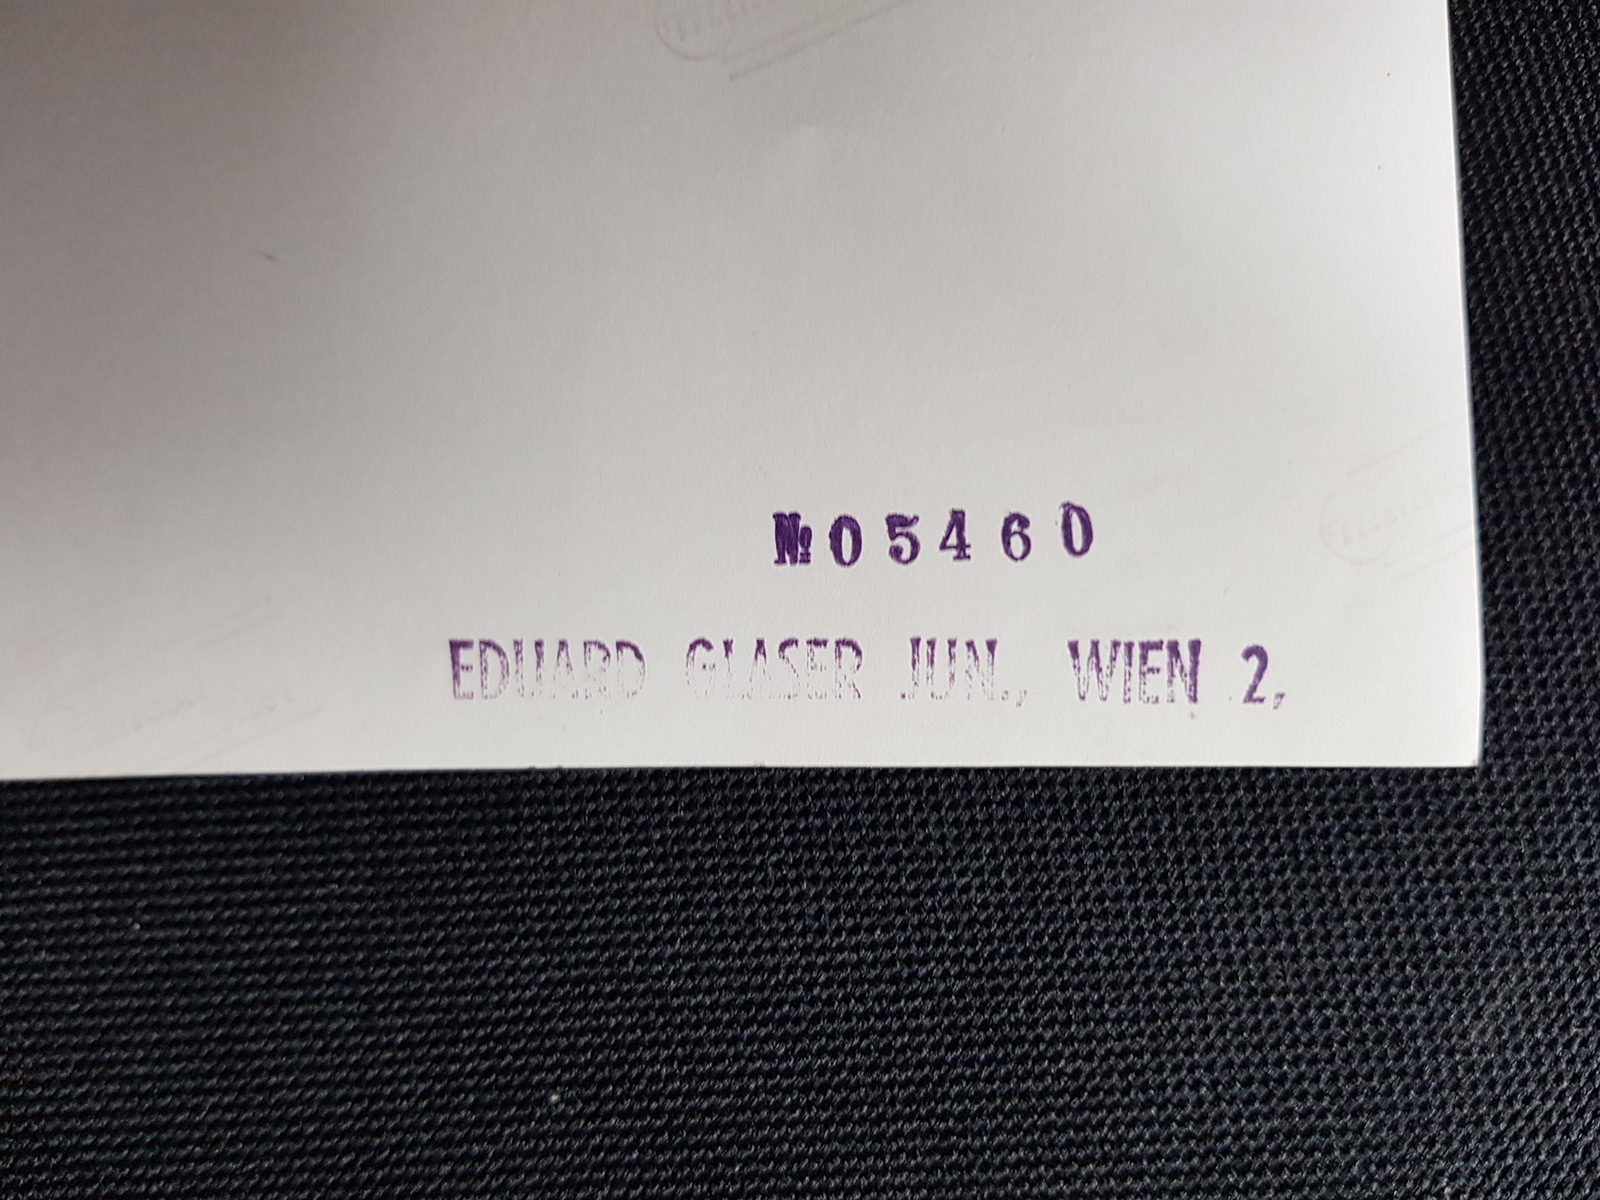 №05460
EDUARD GLASER JUN., WIEN 2,